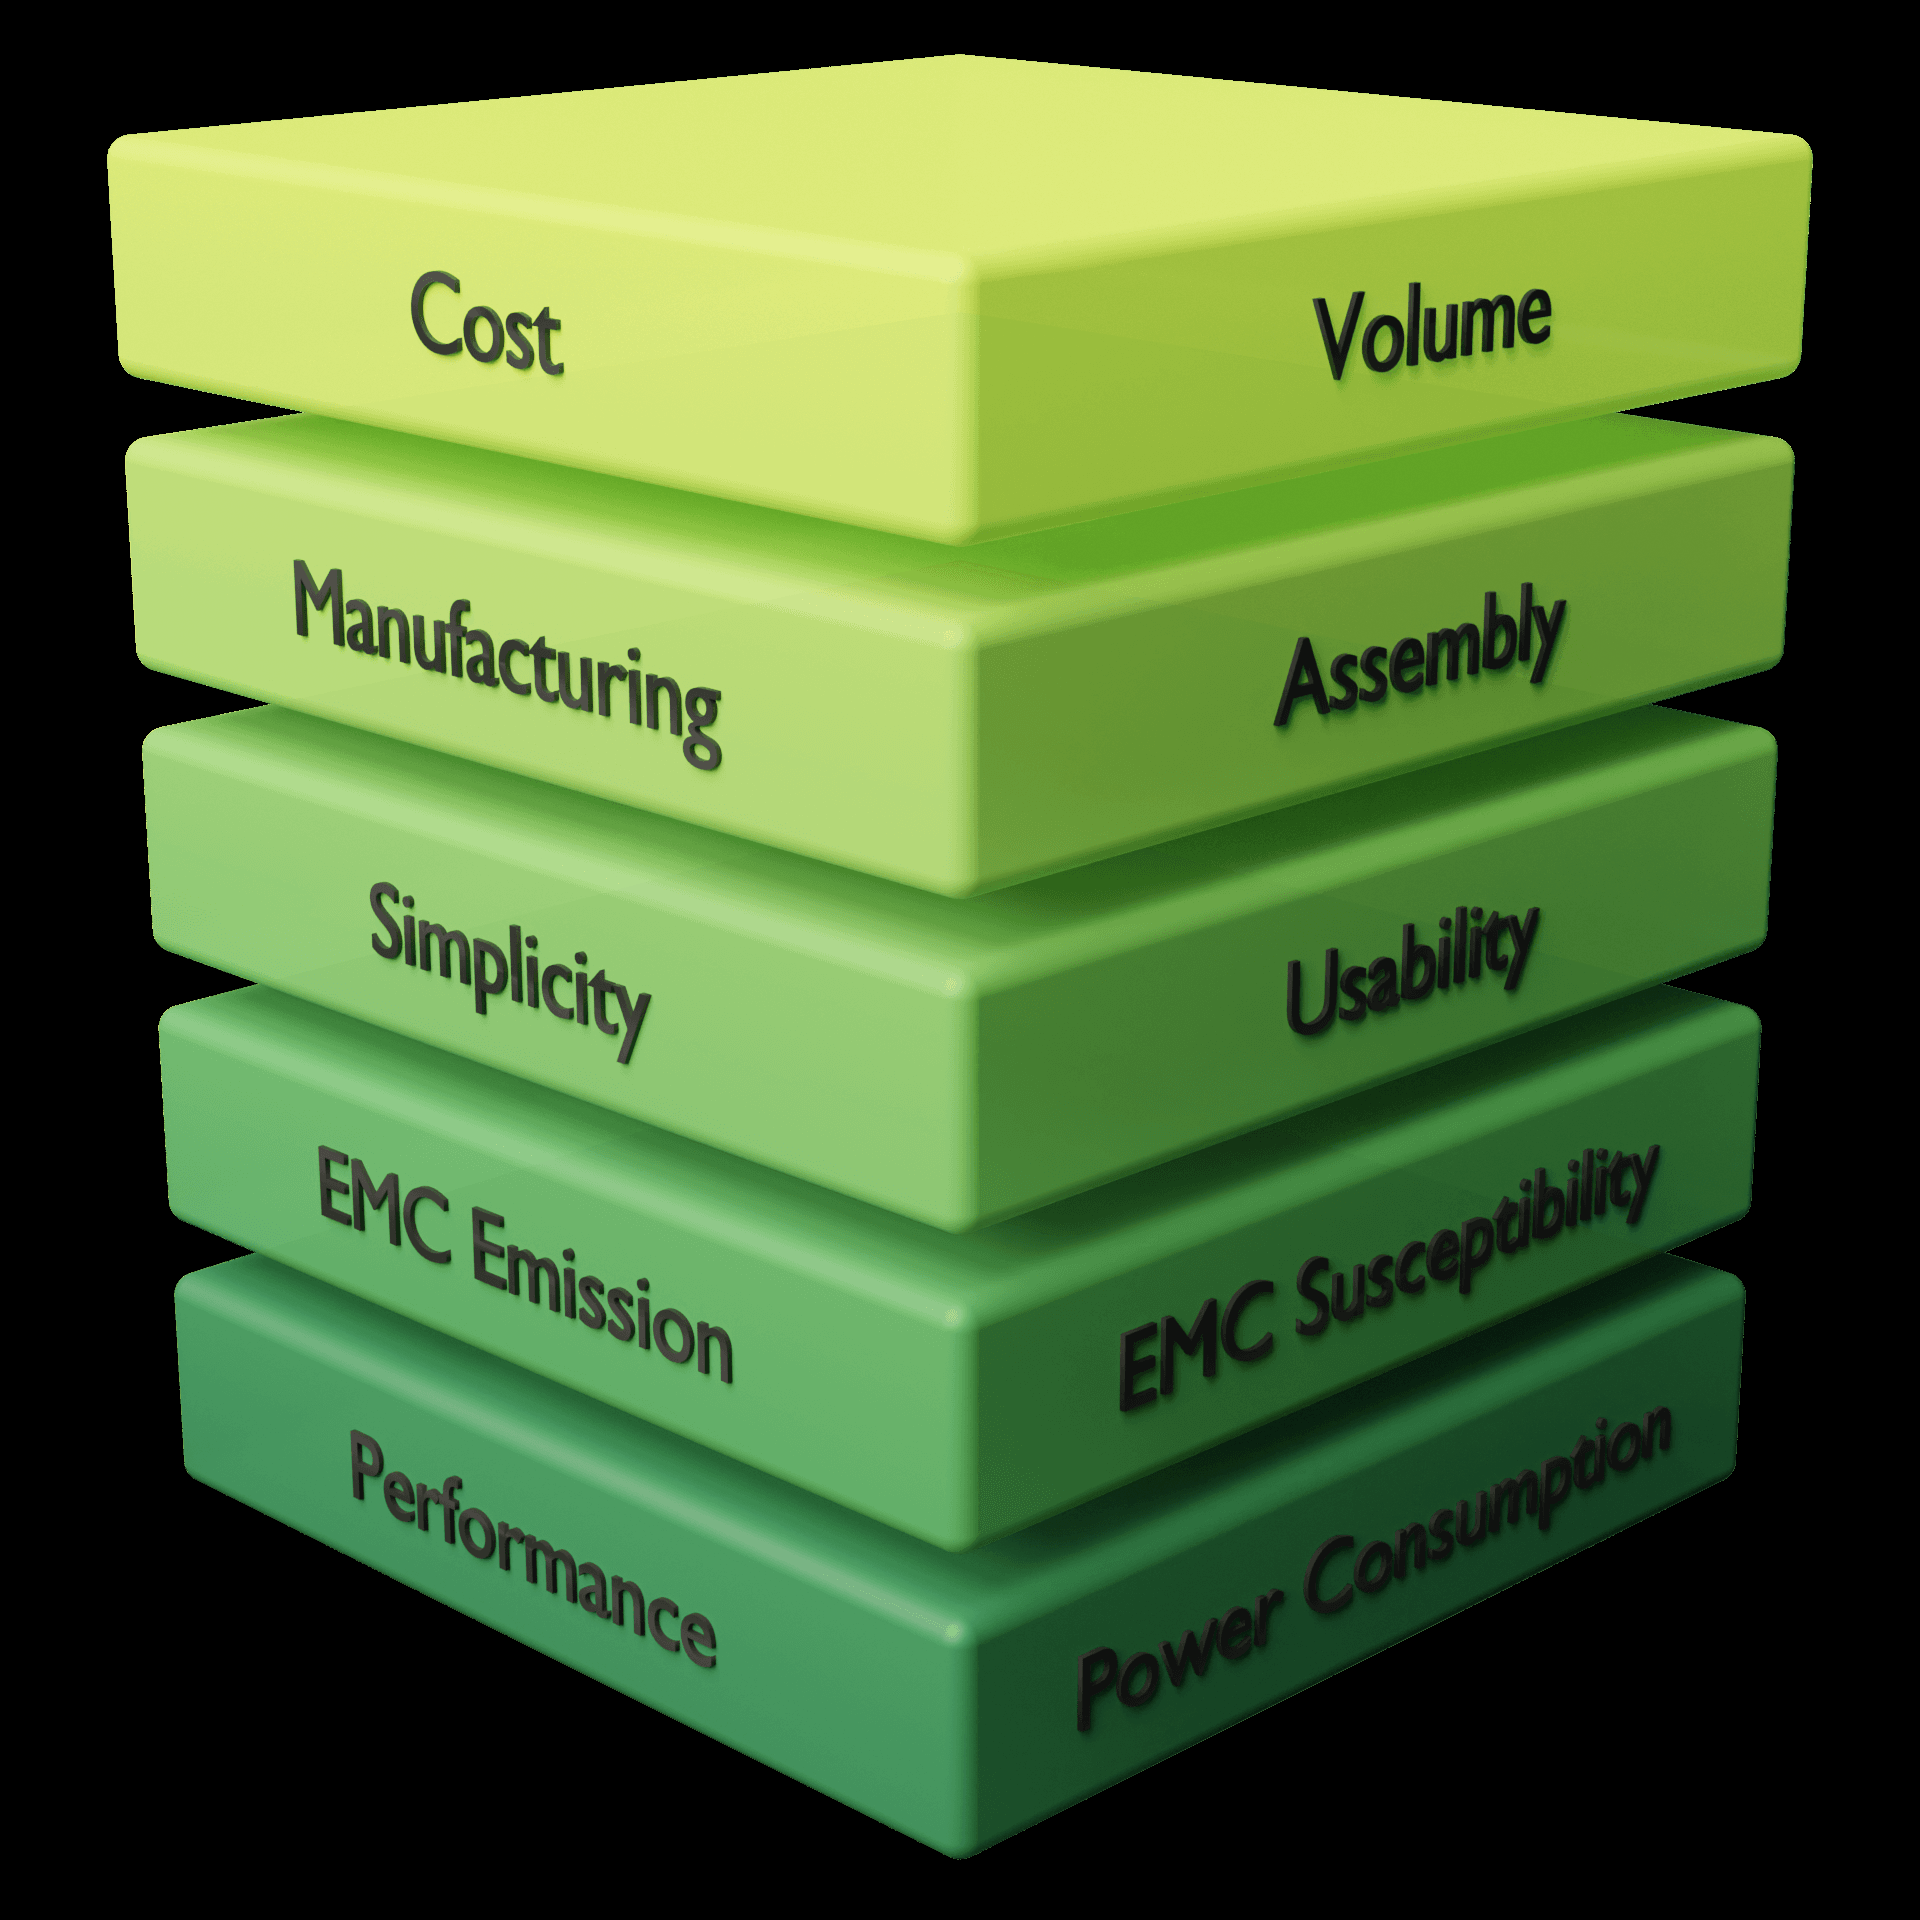 Cost
Volume
Manufacturing
Assembly
Simplicity
Usability
EMC Emission
EMC Susceptibility
Performance
Power Consumption